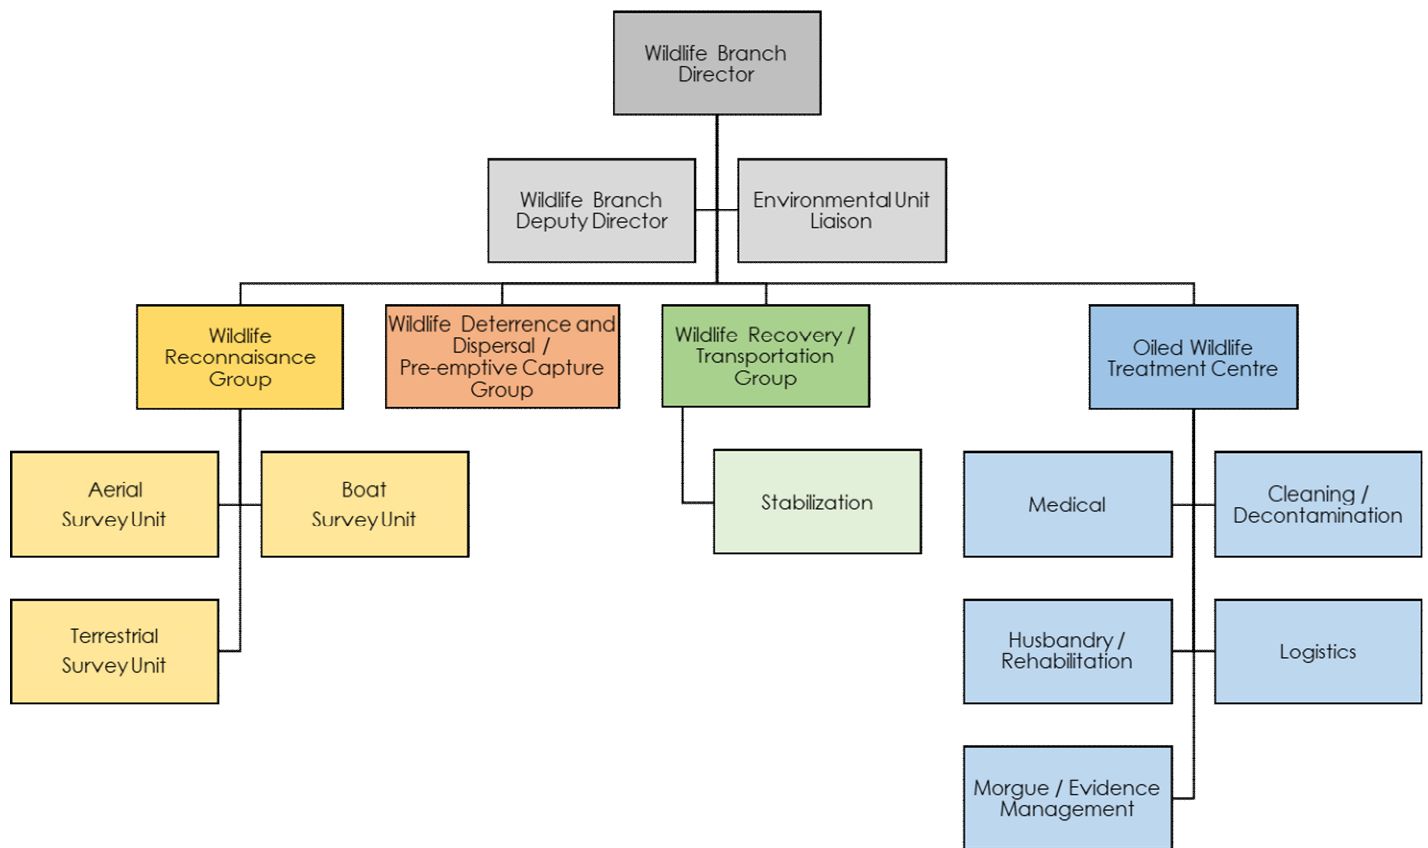 Wildlife Branch
Director
Wildlife Branch
Deputy Director
Environmental Unit
Liaison
Wildlife
Reconnaisance
Group
Wildlife Deterrence and
Dispersal /
Pre-emptive Capture
Group
Wildlife Recovery /
Transportation
Group
Oiled Wildlife
Treatment Centre
Aerial
Survey Unit
Boat
Survey Unit
Stabilization
Medical
Cleaning /
Decontamination
Terrestrial
Survey Unit
Husbandry /
Rehabilitation
Logistics
Morgue / Evidence
Management